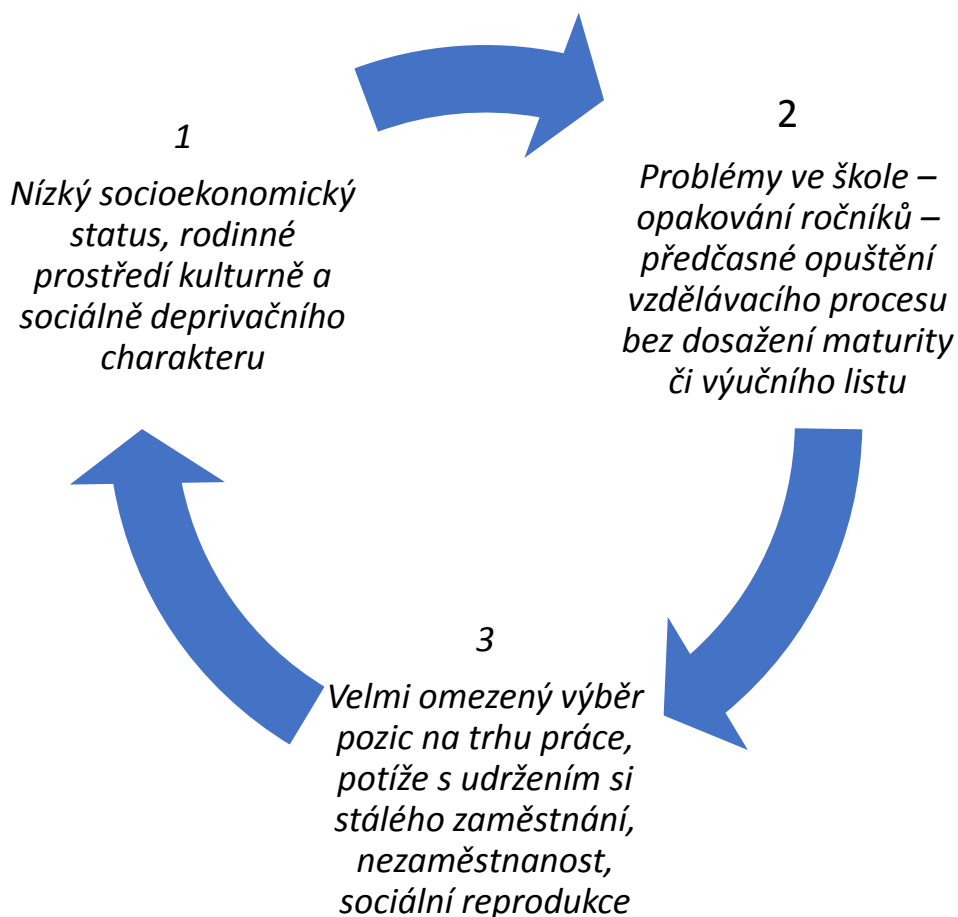 1
Nízký socioekonomický
status, rodinné
prostředí kulturně a
sociálně deprivačního
charakteru
2
Problémy ve škole –
opakování ročníků –
předčasné opuštění
vzdělávacího procesu
bez dosažení maturity
či výučního listu
3
Velmi omezený výběr
pozic na trhu práce,
potíže s udržením si
stálého zaměstnání,
nezaměstnanost,
sociální reprodukce